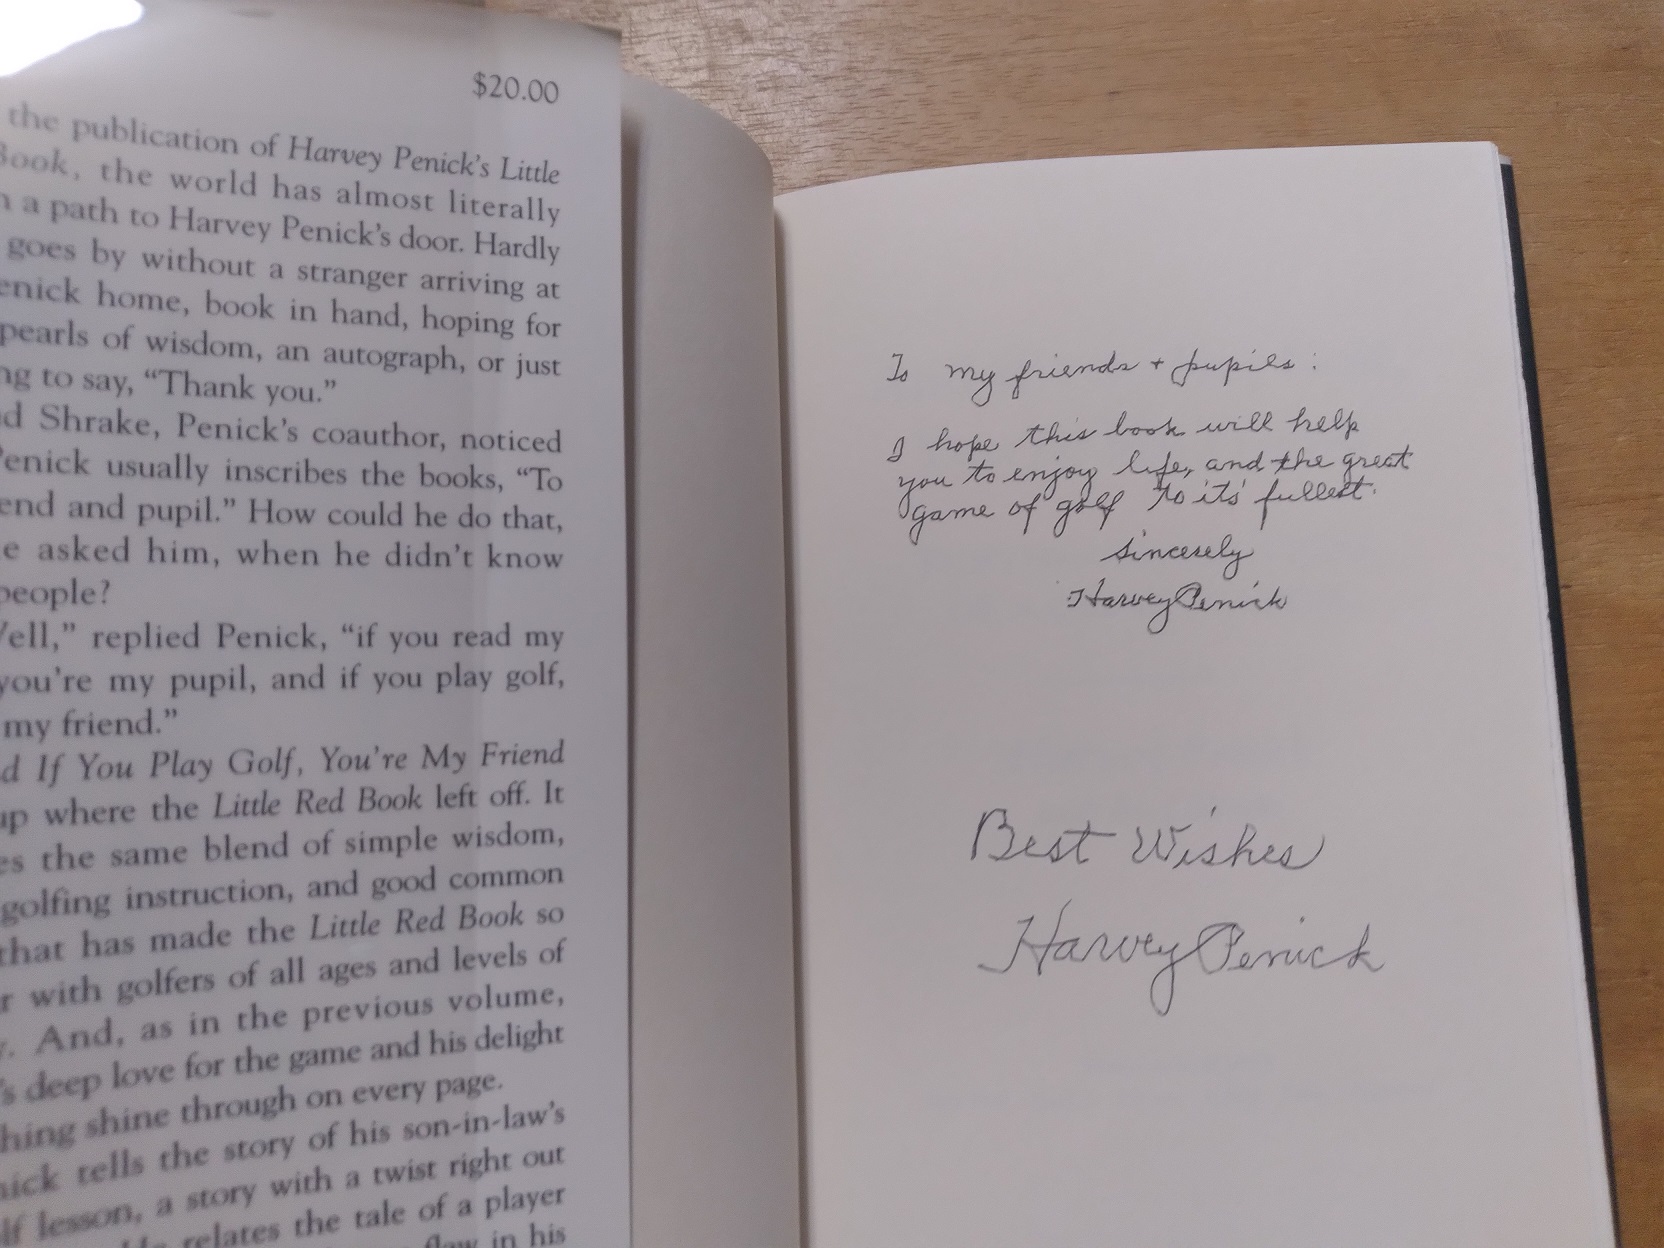 $20.00
the publication of Harvey Penick's Little
Book, the world has almost literally
a path to Harvey Penick's door. Hardly
goes by without a stranger arriving at
enick home, book in hand, hoping for
pearls of wisdom, an autograph, or just
ng to say, “Thank you.”
d Shrake, Penick's coauthor, noticed
Penick usually inscribes the books, “To
end and pupil.” How could he do that,
e asked him, when he didn't know
people?
ell,” replied Penick, “if you read my
you're my pupil, and if you play golf,
my friend.”
d If You Play Golf, You're My Friend
up where the Little Red Book left off. It
es the same blend of simple wisdom,
golfing instruction, and good common
that has made the Little Red Book so
r with golfers of all ages and levels of
y. And, as in the previous volume,
's deep love for the game and his delight
hing shine through on every page.
nick tells the story of his son-in-law's
lf lesson, a story with a twist right out
He relates the tale of a player
flaw in his
To my friends + pupils:
I hope this book will help
you to enjoy life, and the great
game of golf to its' fullest.
Sincerely
Harvey Penick
Best Wishes
Harvey Penick